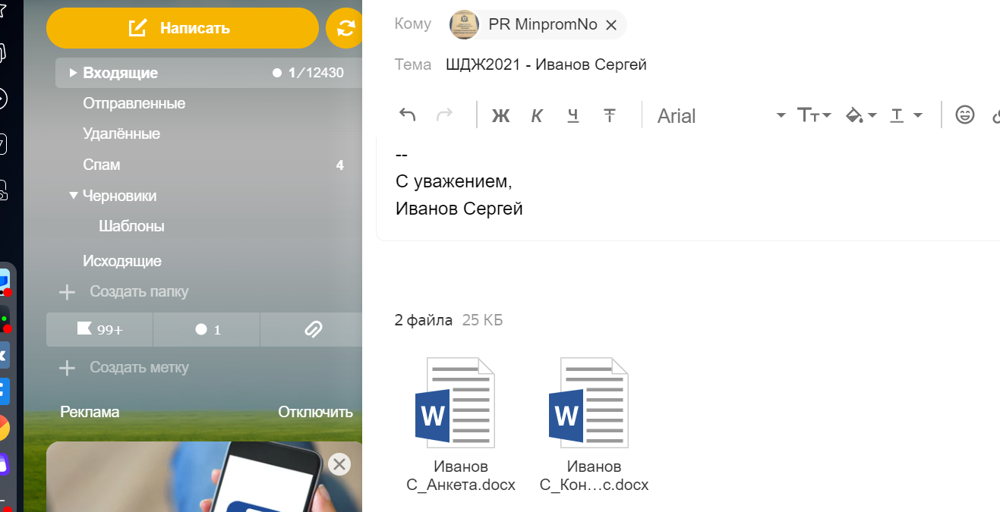 Написать
Входящие 1/12430
Отправленные
Удалённые
Спам 4
Черновики
Шаблоны
Исходящие
Создать папку
99+ 1
Создать метку
Реклама Отключить
Кому PR MinpromNo
Тема ШДЖ2021 - Иванов Сергей
Ж К Ч Т Arial Тт Т
--
С уважением,
Иванов Сергей
2 файла 25 КБ
W W
Иванов
С_Анкета.docx
Иванов
С_Кон…с.docx